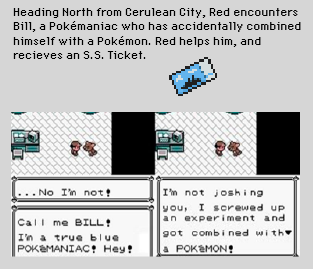 Heading North from Cerulean City, Red encounters
Bill, a Pokémaniac who has accidentally combined
himself with a Pokémon. Red helps him, and
recieves an S.S. Ticket.
...No I'm not!
Call me BILL!
I'm a true blue
POKéMANIAC! Hey!
I'm not joshing
you, I screwed up
an experiment and
got combined with▼
a POKéMON!